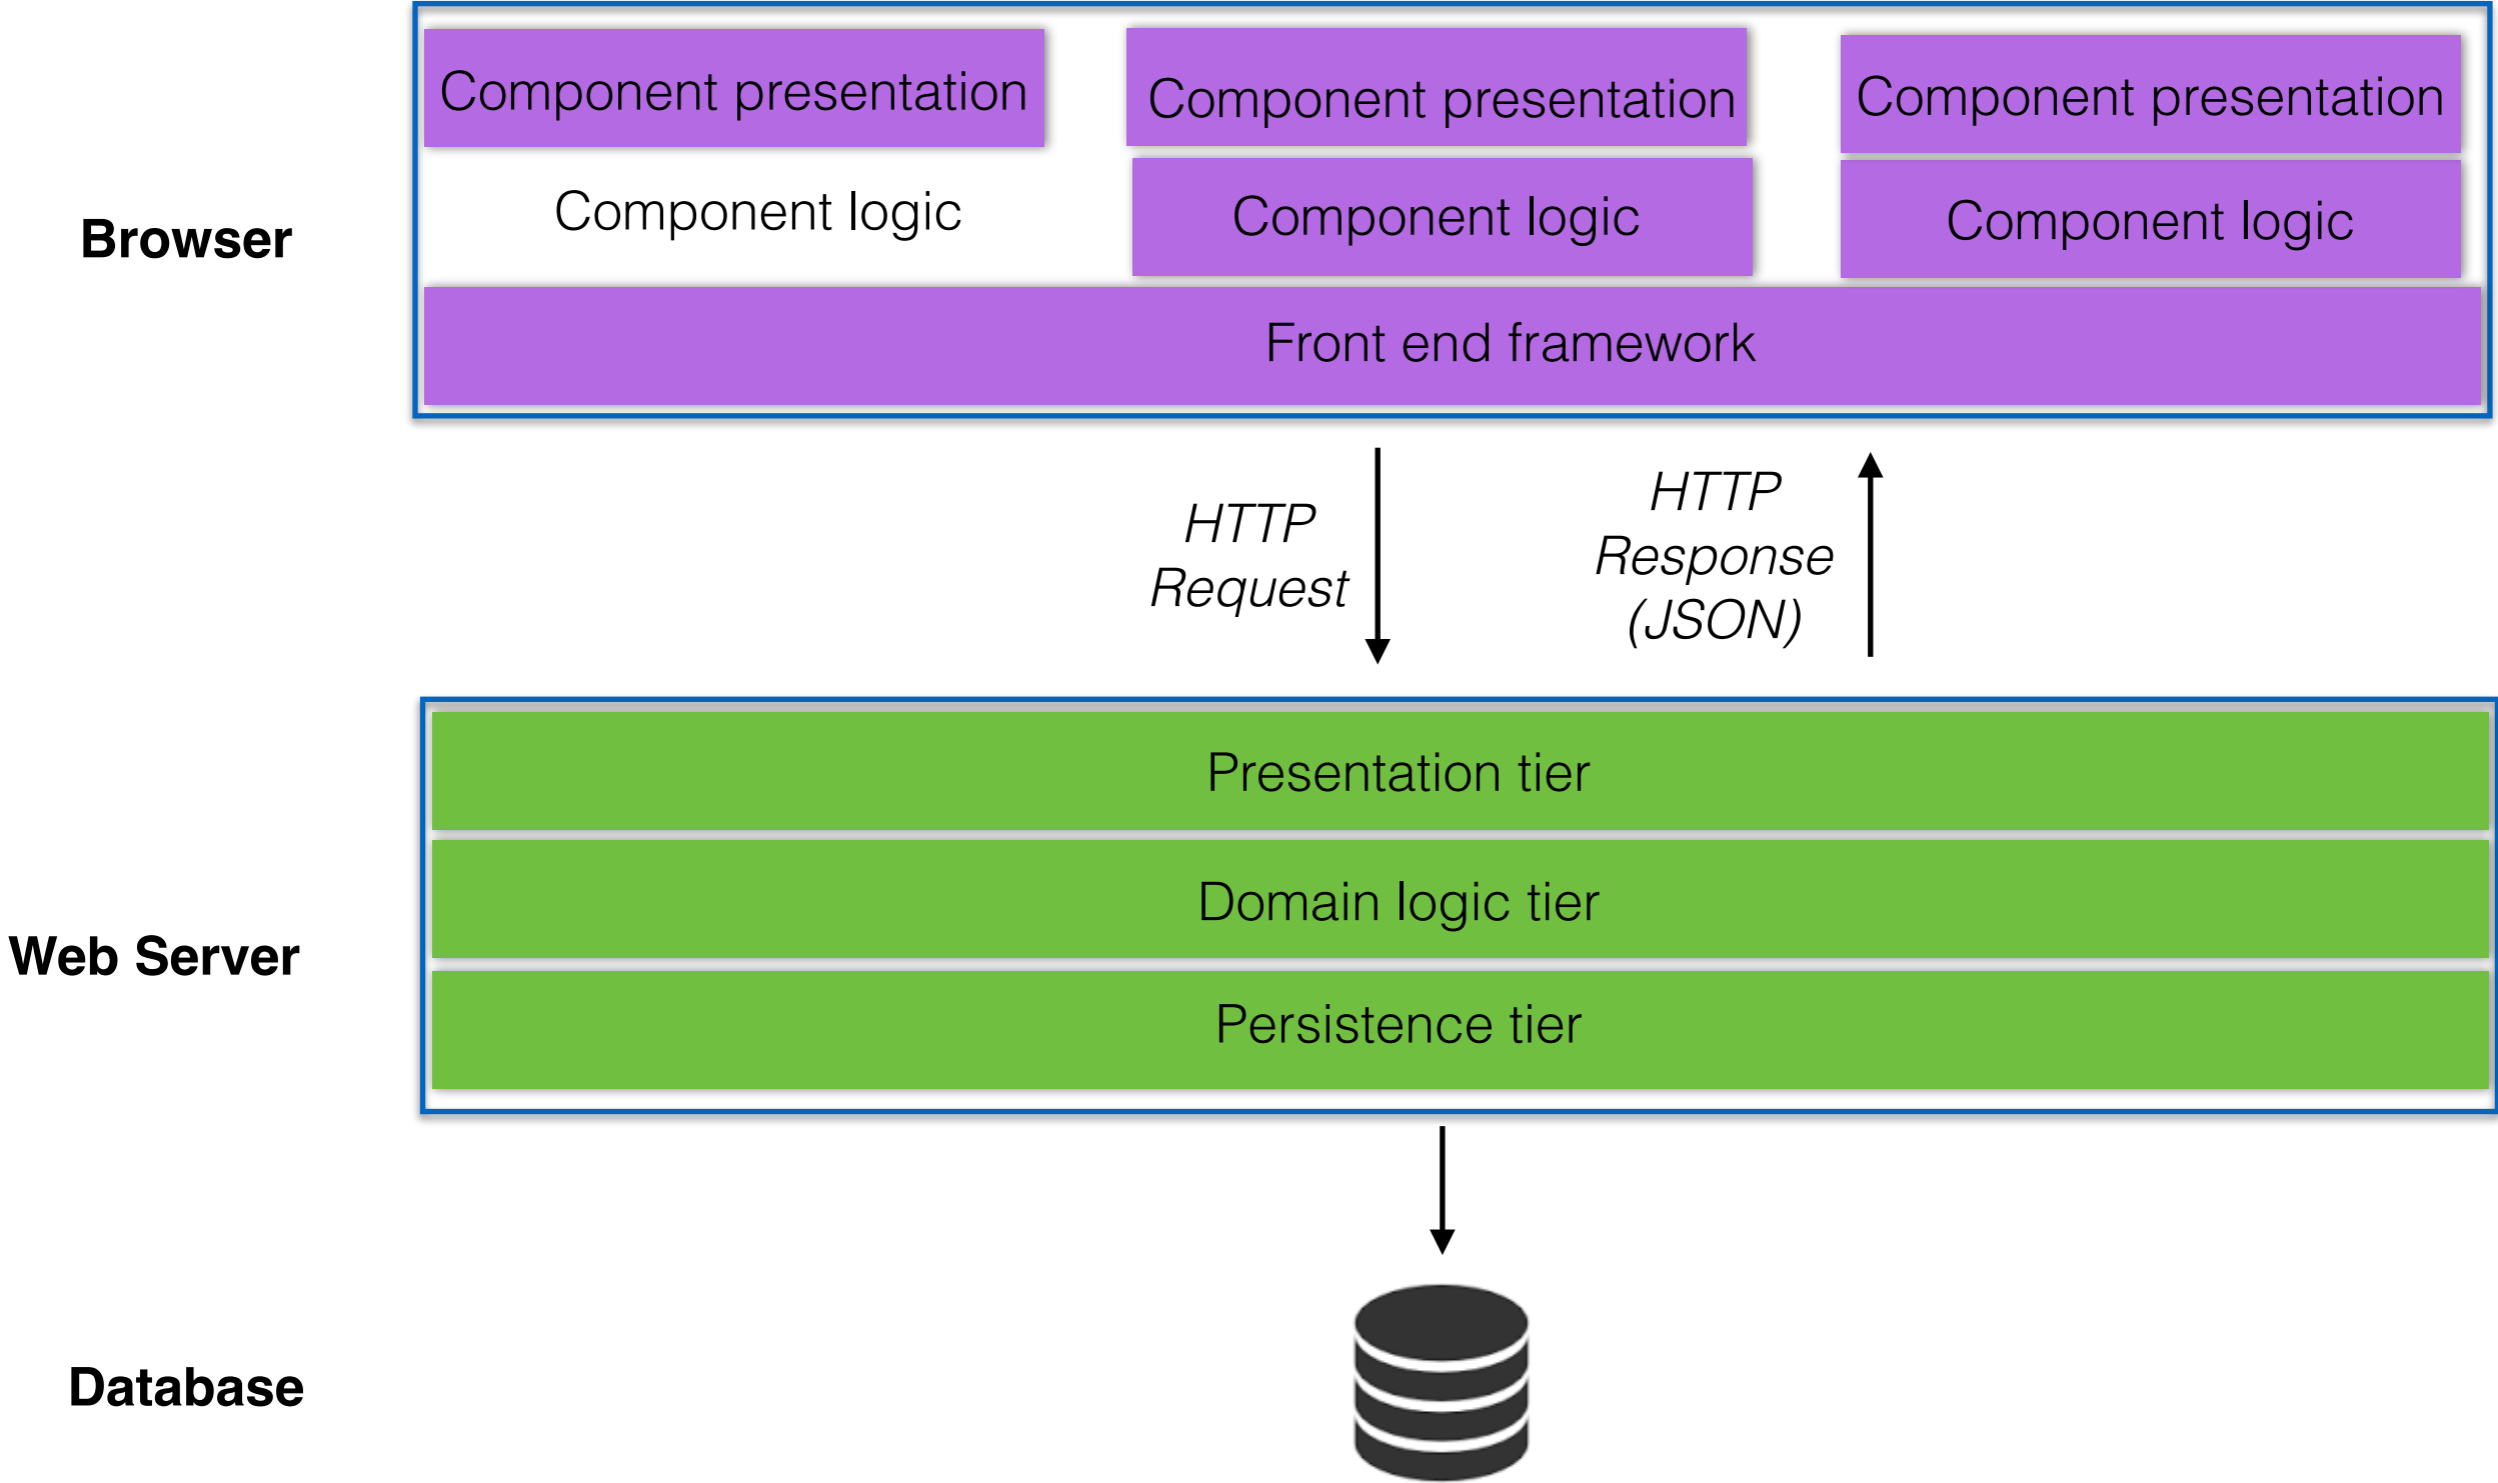 Component presentation
Component presentation
Component presentation
Component logic
Component logic
Component logic
Browser
Front end framework
HTTP
Request
HTTP
Response
(JSON)
Presentation tier
Domain logic tier
Web Server
Persistence tier
Database